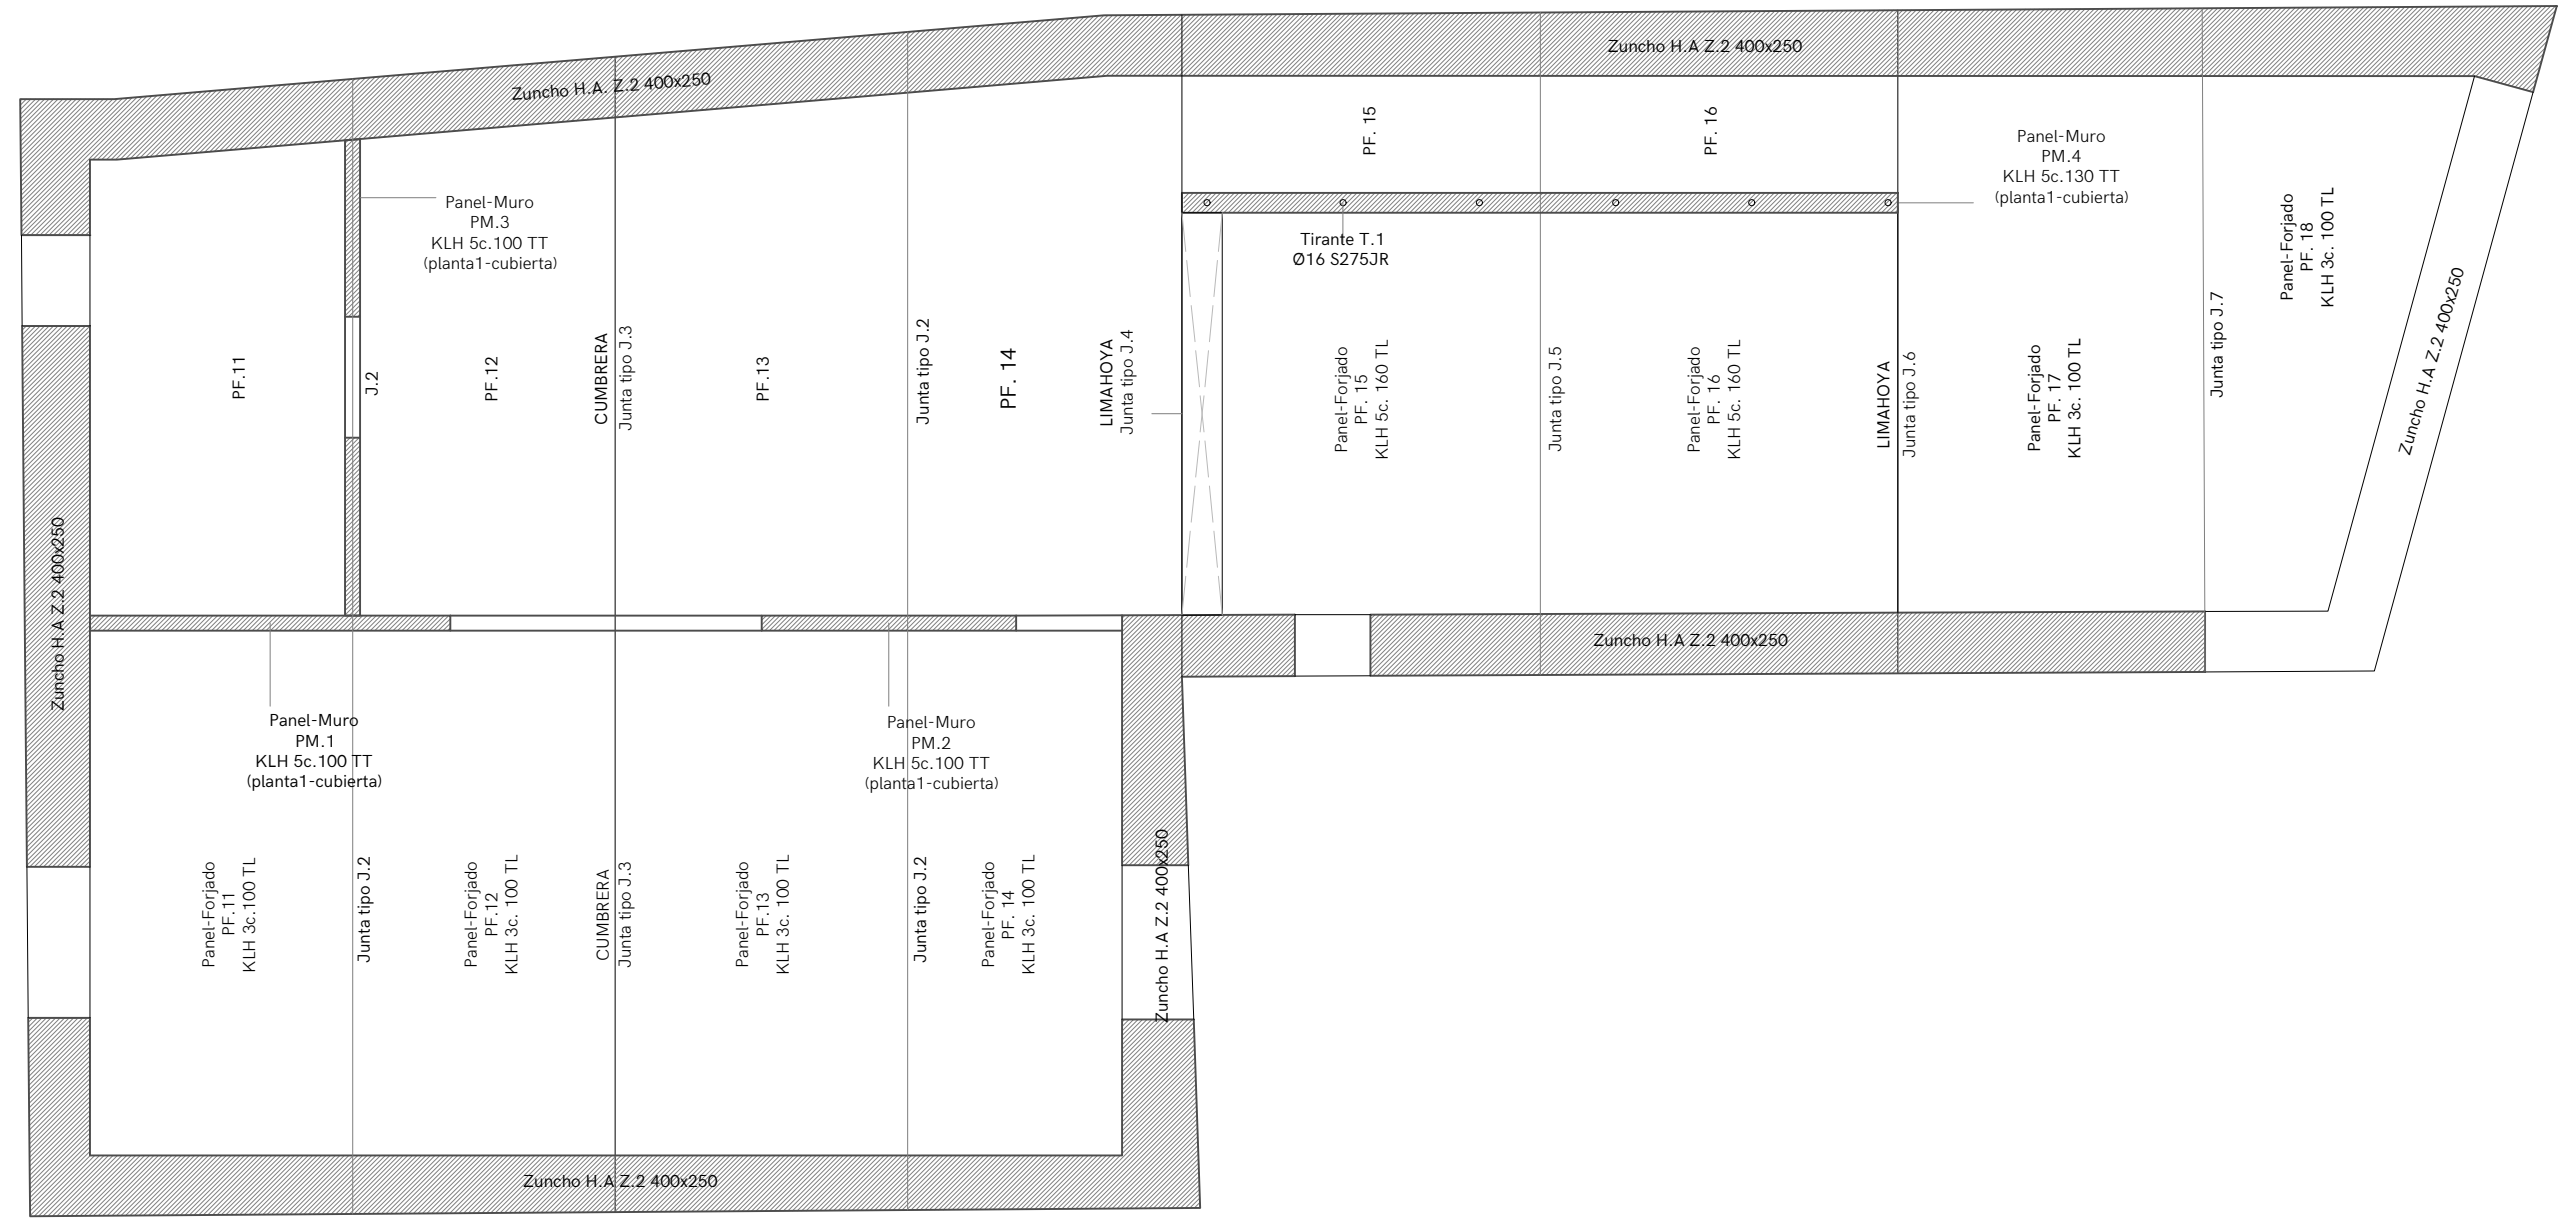 Zuncho H.A Z.2 400x250
Zuncho H.A. Z.2 400x250
PF. 15
PF. 16
Panel-Muro
PM.4
KLH 5c.130 TT
(planta1-cubierta)
Panel-Muro
PM.3
KLH 5c.100 TT
(planta1-cubierta)
Tirante T.1
Ø16 S275JR
Panel-Forjado
PF. 18
KLH 3c. 100 TL
PF.11
J.2
PF.12
CUMBRERA
Junta tipo J.3
PF.13
Junta tipo J.2
PF. 14
LIMAHOYA
Junta tipo J.4
Panel-Forjado
PF. 15
KLH 5c. 160 TL
Junta tipo J.5
Panel-Forjado
PF. 16
KLH 5c. 160 TL
LIMAHOYA
Junta tipo J.6
Panel-Forjado
PF. 17
KLH 3c. 100 TL
Junta tipo J.7
Zuncho H.A Z.2 400x250
Zuncho H.A Z.2 400x250
Zuncho H.A Z.2 400x250
Panel-Muro
PM.1
KLH 5c.100 TT
(planta1-cubierta)
Panel-Muro
PM.2
KLH 5c.100 TT
(planta1-cubierta)
Panel-Forjado
PF.11
KLH 3c.100 TL
Junta tipo J.2
Panel-Forjado
PF.12
KLH 3c. 100 TL
CUMBRERA
Junta tipo J.3
Panel-Forjado
PF.13
KLH 3c. 100 TL
Junta tipo J.2
Panel-Forjado
PF. 14
KLH 3c. 100 TL
Zuncho H.A Z.2 400x250
Zuncho H.A Z.2 400x250